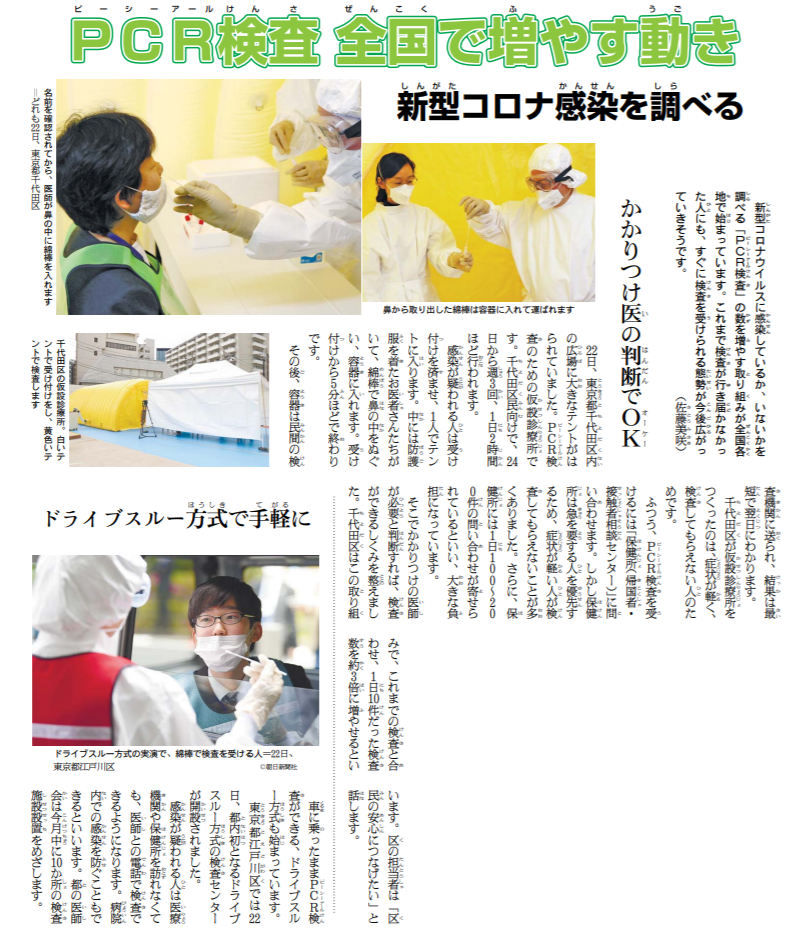 PCR検査 全国で増やす動き
新型コロナ感染を調べる
新型コロナウイルスに感染しているか、いないかを
調べる「PCR検査」の数を増やす取り組みが全国各
地で始まっています。これまで検査が行き届かなかっ
た人にも、すぐに検査を受けられる態勢が今後広がっ
ていきそうです。
(佐藤美咲)
名前を確認されてから、医師が鼻の中に綿棒を入れます
=どれも22日、東京都千代田区
鼻から取り出した綿棒は容器に入れて運ばれます
かかりつけ医の判断でOK
22日、東京都千代田区内
の広場に大きなテントがは
られていました。PCR検
査のための仮設診療所で
す。千代田区民向けで、24
日から週3回、1日2時間
ほど行われます。
感染が疑われる人は受け
付けを済ませ、1人でテン
トに入ります。中には防護
服を着たお医者さんたちが
いて、綿棒で鼻の中をぬぐ
い、容器に入れます。受け
付けから5分ほどで終わり
です。
その後、容器は民間の検
査機関に送られ、結果は最
短で翌日にわかります。
千代田区が仮設診療所を
つくったのは、症状が軽く、
検査してもらえない人のた
めです。
ふつう、PCR検査を受
けるには「保健所(帰国者・
接触者相談センター)」に問
い合わせます。しかし保健
所は急を要する人を優先す
るため、症状が軽い人が検
査してもらえないことが多
くありました。さらに、保
健所には1日100〜20
0件の問い合わせが寄せら
れているといい、大きな負
担になっています。
そこでかかりつけの医師
が必要と判断すれば、検査
ができるしくみを整えまし
た。千代田区はこの取り組
みで、これまでの検査と合
わせ、1日10件だった検査
数を約3倍に増やせるとい
います。区の担当者は「区
民の安心につなげたい」と
話します。
千代田区の仮設診療所。白いテ
ントで受け付けをし、黄色いテ
ントで検査します
ドライブスルー方式で手軽に
ドライブスルー方式の実演で、綿棒で検査を受ける人=22日、
東京都江戸川区
©朝日新聞社
車に乗ったままPCR検
査ができる、ドライブスル
ー方式も始まっています。
東京都江戸川区では22
日、都内初となるドライブ
スルー方式の検査センター
が開設されました。
感染が疑われる人は医療
機関や保健所を訪れなくて
も、医師との電話で検査で
きるようになります。病院
内での感染を防ぐこともで
きるといいます。都の医師
会は今月中に10か所の検査
施設設置をめざします。